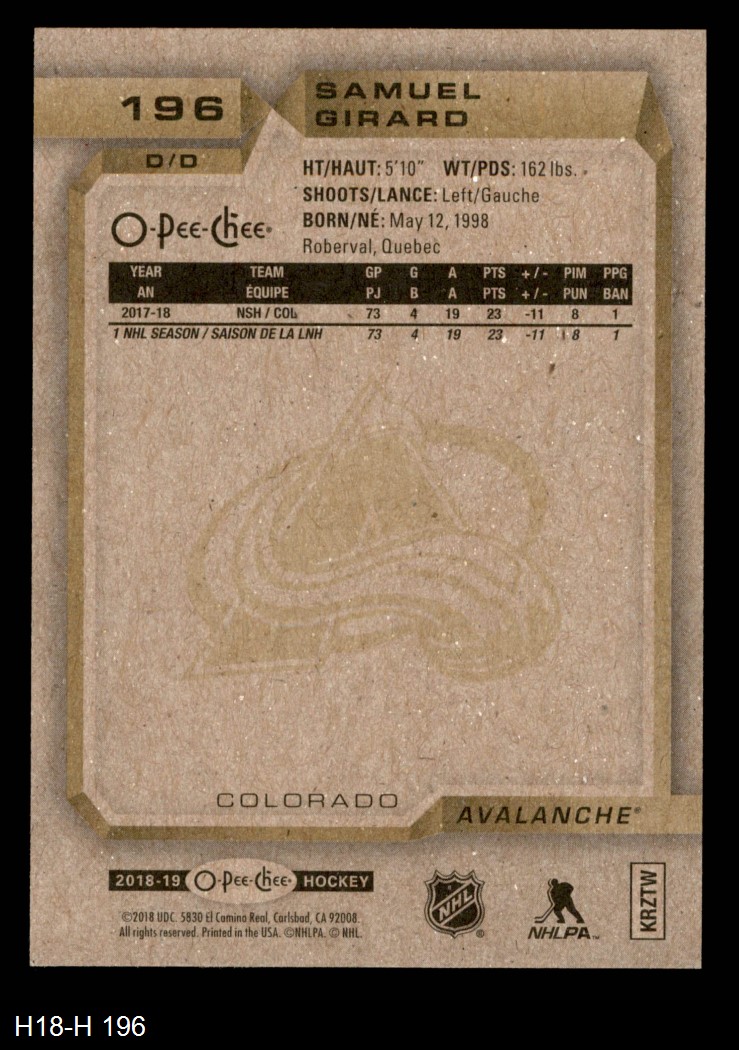 196
SAMUEL
GIRARD
D/D
O-Pee-Chee®
HT/HAUT: 5'10" WT/PDS: 162 lbs.
SHOOTS/LANCE: Left/Gauche
BORN/NÉ: May 12, 1998
Roberval, Quebec
YEAR TEAM GP G A PTS +/- PIM PPG
AN ÉQUIPE PJ B A PTS +/- PUN BAN
2017-18 NSH / COL 73 4 19 23 -11 8 1
1 NHL SEASON / SAISON DE LA LNH 73 4 19 23 -11 8 1
COLORADO
AVALANCHE®
2018-19 O-Pee-Chee® HOCKEY
©2018 UDC. 5830 El Camino Real, Carlsbad, CA 92008.
All rights reserved. Printed in the USA. ©NHLPA. © NHL.
NHL ®
NHLPA™
KRZTW
H18-H 196